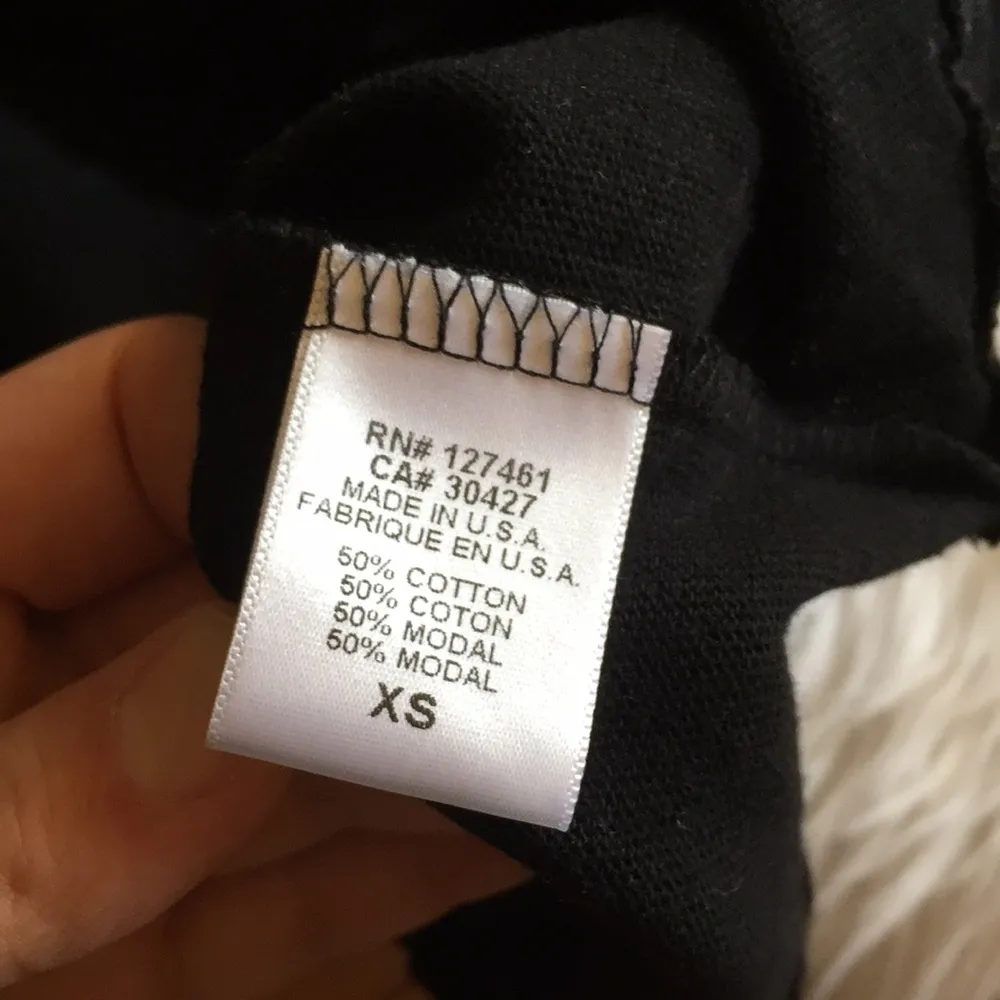 RN# 127461
CA# 30427
MADE IN U.S.A.
FABRIQUE EN U.S.A.
50% COTTON
50% COTON
50% MODAL
50% MODAL
XS